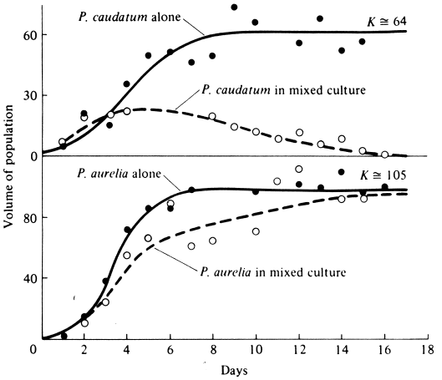 P. caudatum alone
K ≅ 64
60
30
0
P. caudatum in mixed culture
Volume of population
P. aurelia alone
K ≅ 105
80
40
P. aurelia in mixed culture
0 2 4 6 8 10 12 14 16 18
Days